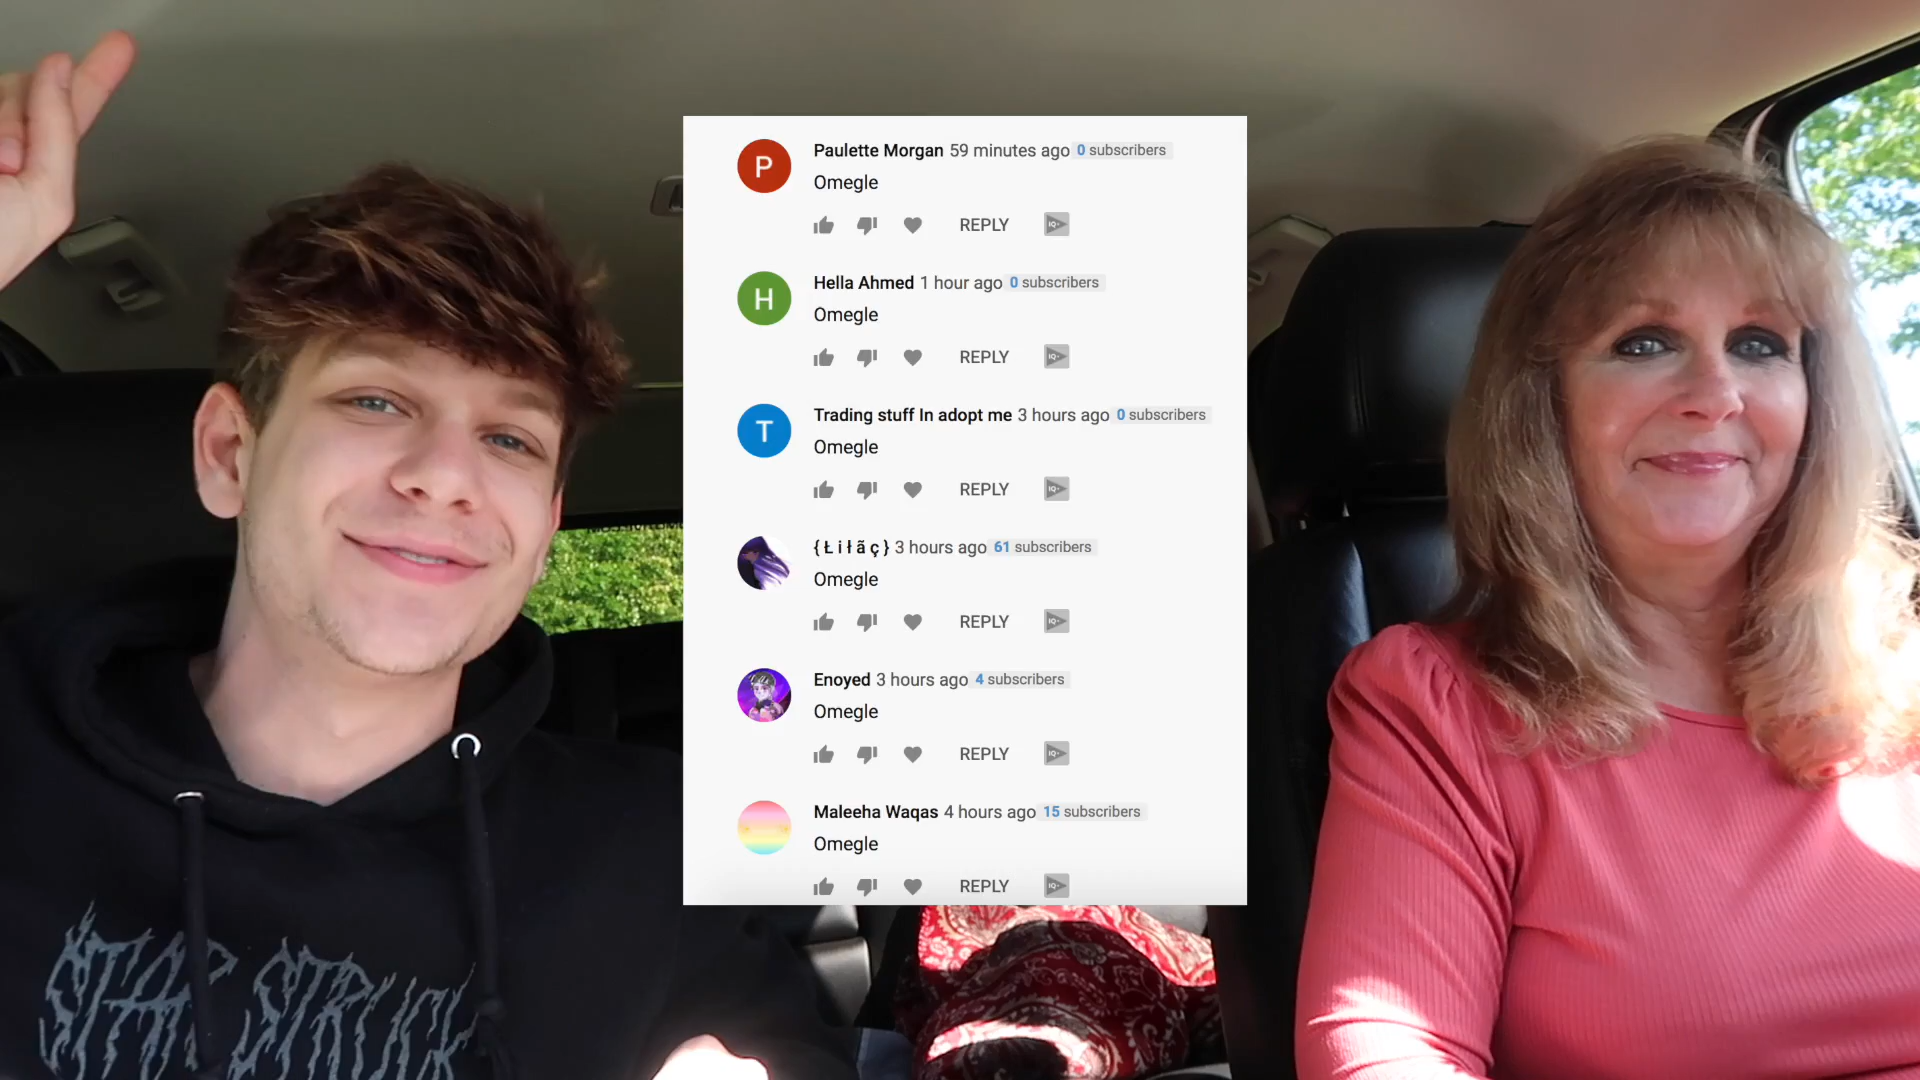 Paulette Morgan 59 minutes ago 0 subscribers
Omegle
REPLY
Hella Ahmed 1 hour ago 0 subscribers
Omegle
REPLY
Trading stuff In adopt me 3 hours ago 0 subscribers
Omegle
REPLY
{ Ł i ł ã ç } 3 hours ago 61 subscribers
Omegle
REPLY
Enoyed 3 hours ago 4 subscribers
Omegle
REPLY
Maleeha Waqas 4 hours ago 15 subscribers
Omegle
REPLY
P
H
T
STAR STRUCK